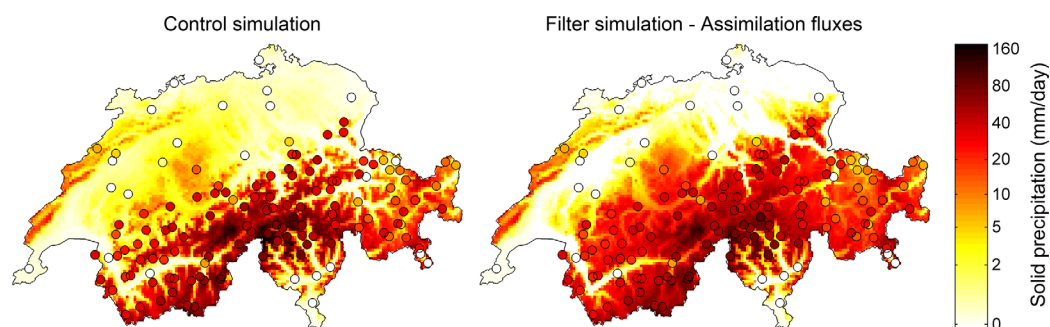 Control simulation
Filter simulation - Assimilation fluxes
160
80
40
20
10
5
2
0
Solid precipitation (mm/day)